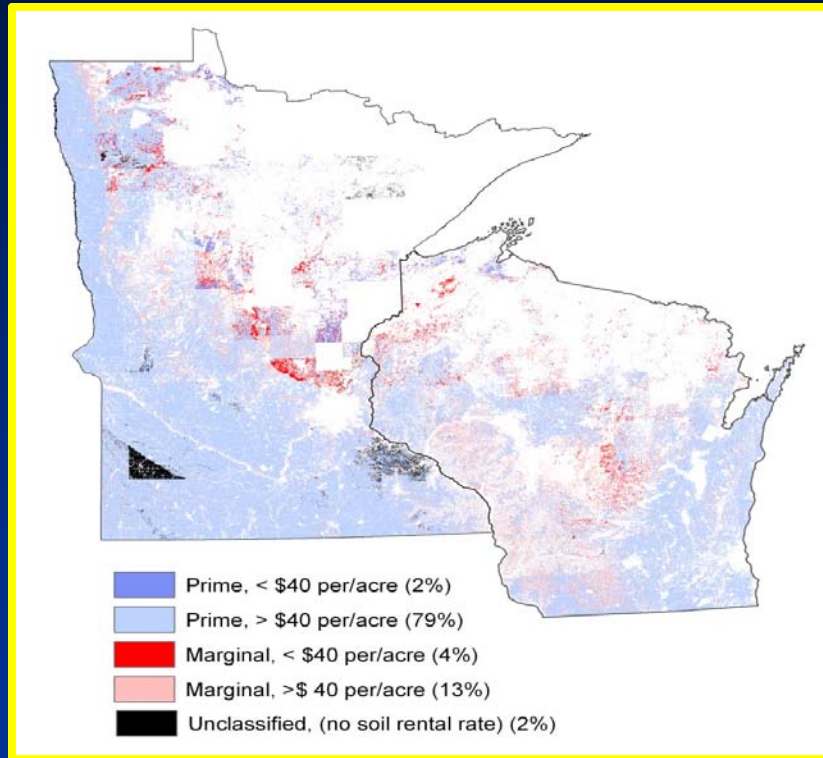 Prime, < $40 per/acre (2%)
Prime, > $40 per/acre (79%)
Marginal, < $40 per/acre (4%)
Marginal, >$ 40 per/acre (13%)
Unclassified, (no soil rental rate) (2%)